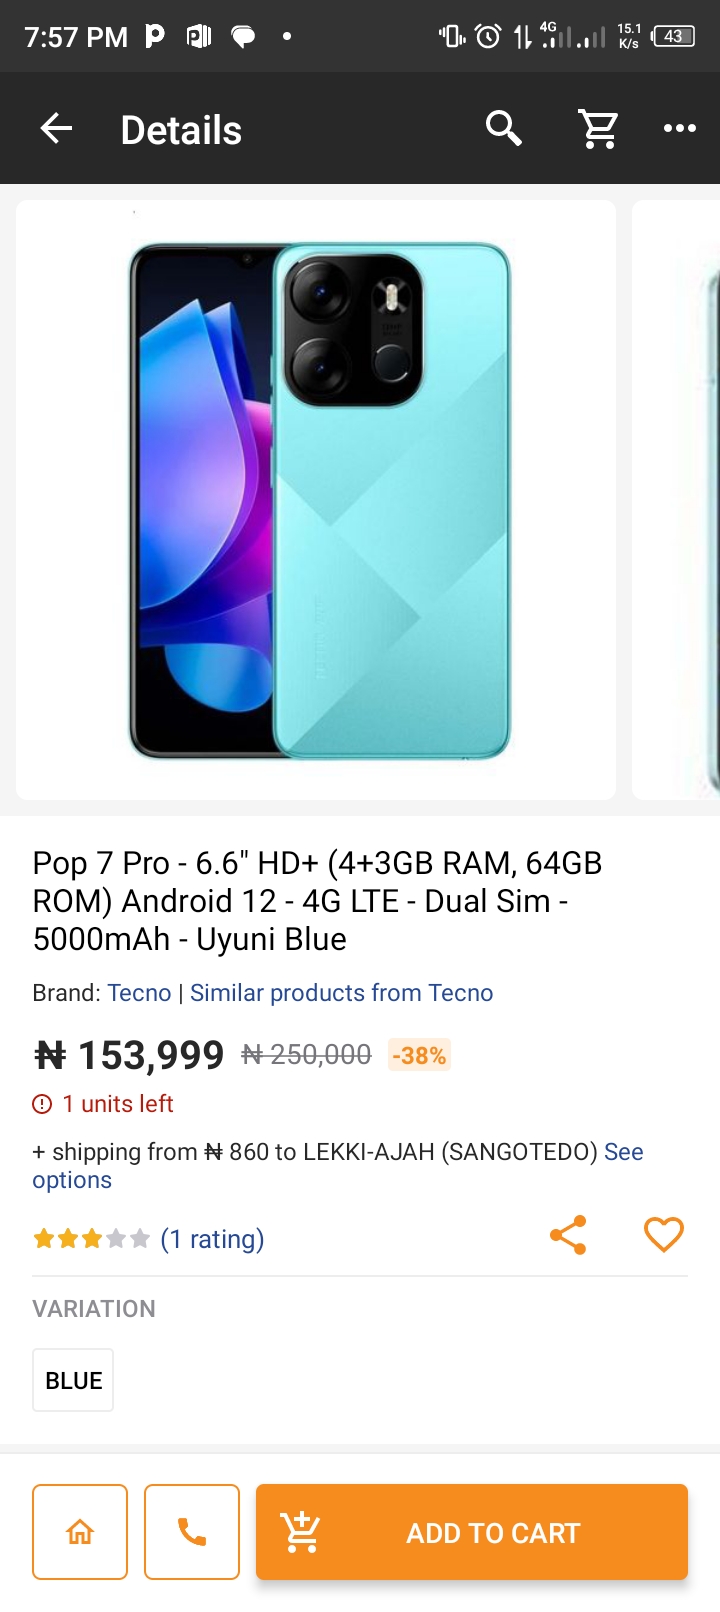 7:57 PM 4G 15.1 K/s 43
Details
Pop 7 Pro - 6.6" HD+ (4+3GB RAM, 64GB
ROM) Android 12 - 4G LTE - Dual Sim -
5000mAh - Uyuni Blue
Brand: Tecno | Similar products from Tecno
₦ 153,999 ₦ 250,000 -38%
1 units left
+ shipping from ₦ 860 to LEKKI-AJAH (SANGOTEDO) See
options
(1 rating)
VARIATION
BLUE
ADD TO CART